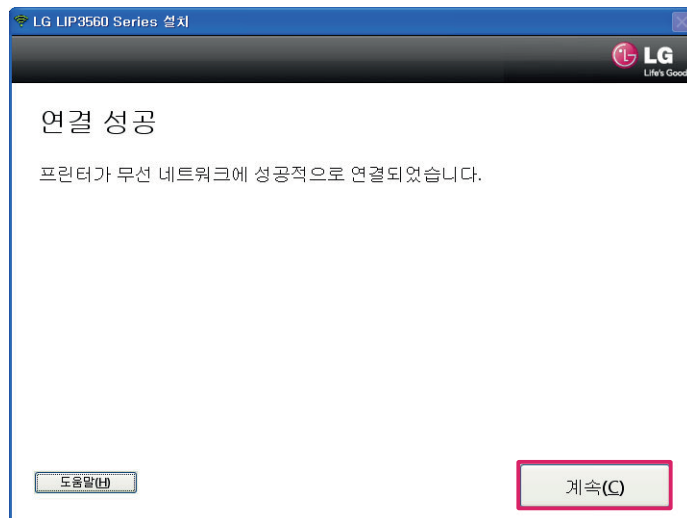 LG LIP3560 Series 설치
LG
Life's Good
연결 성공
프린터가 무선 네트워크에 성공적으로 연결되었습니다.
도움말(H)
계속(C)